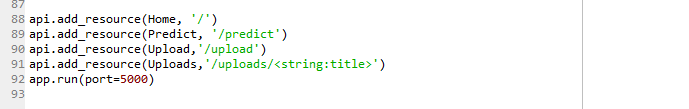 87
88 api.add_resource(Home, '/')
89 api.add_resource(Predict, '/predict')
90 api.add_resource(Upload,'/upload')
91 api.add_resource(Uploads,'/uploads/<string:title>')
92 app.run(port=5000)
93